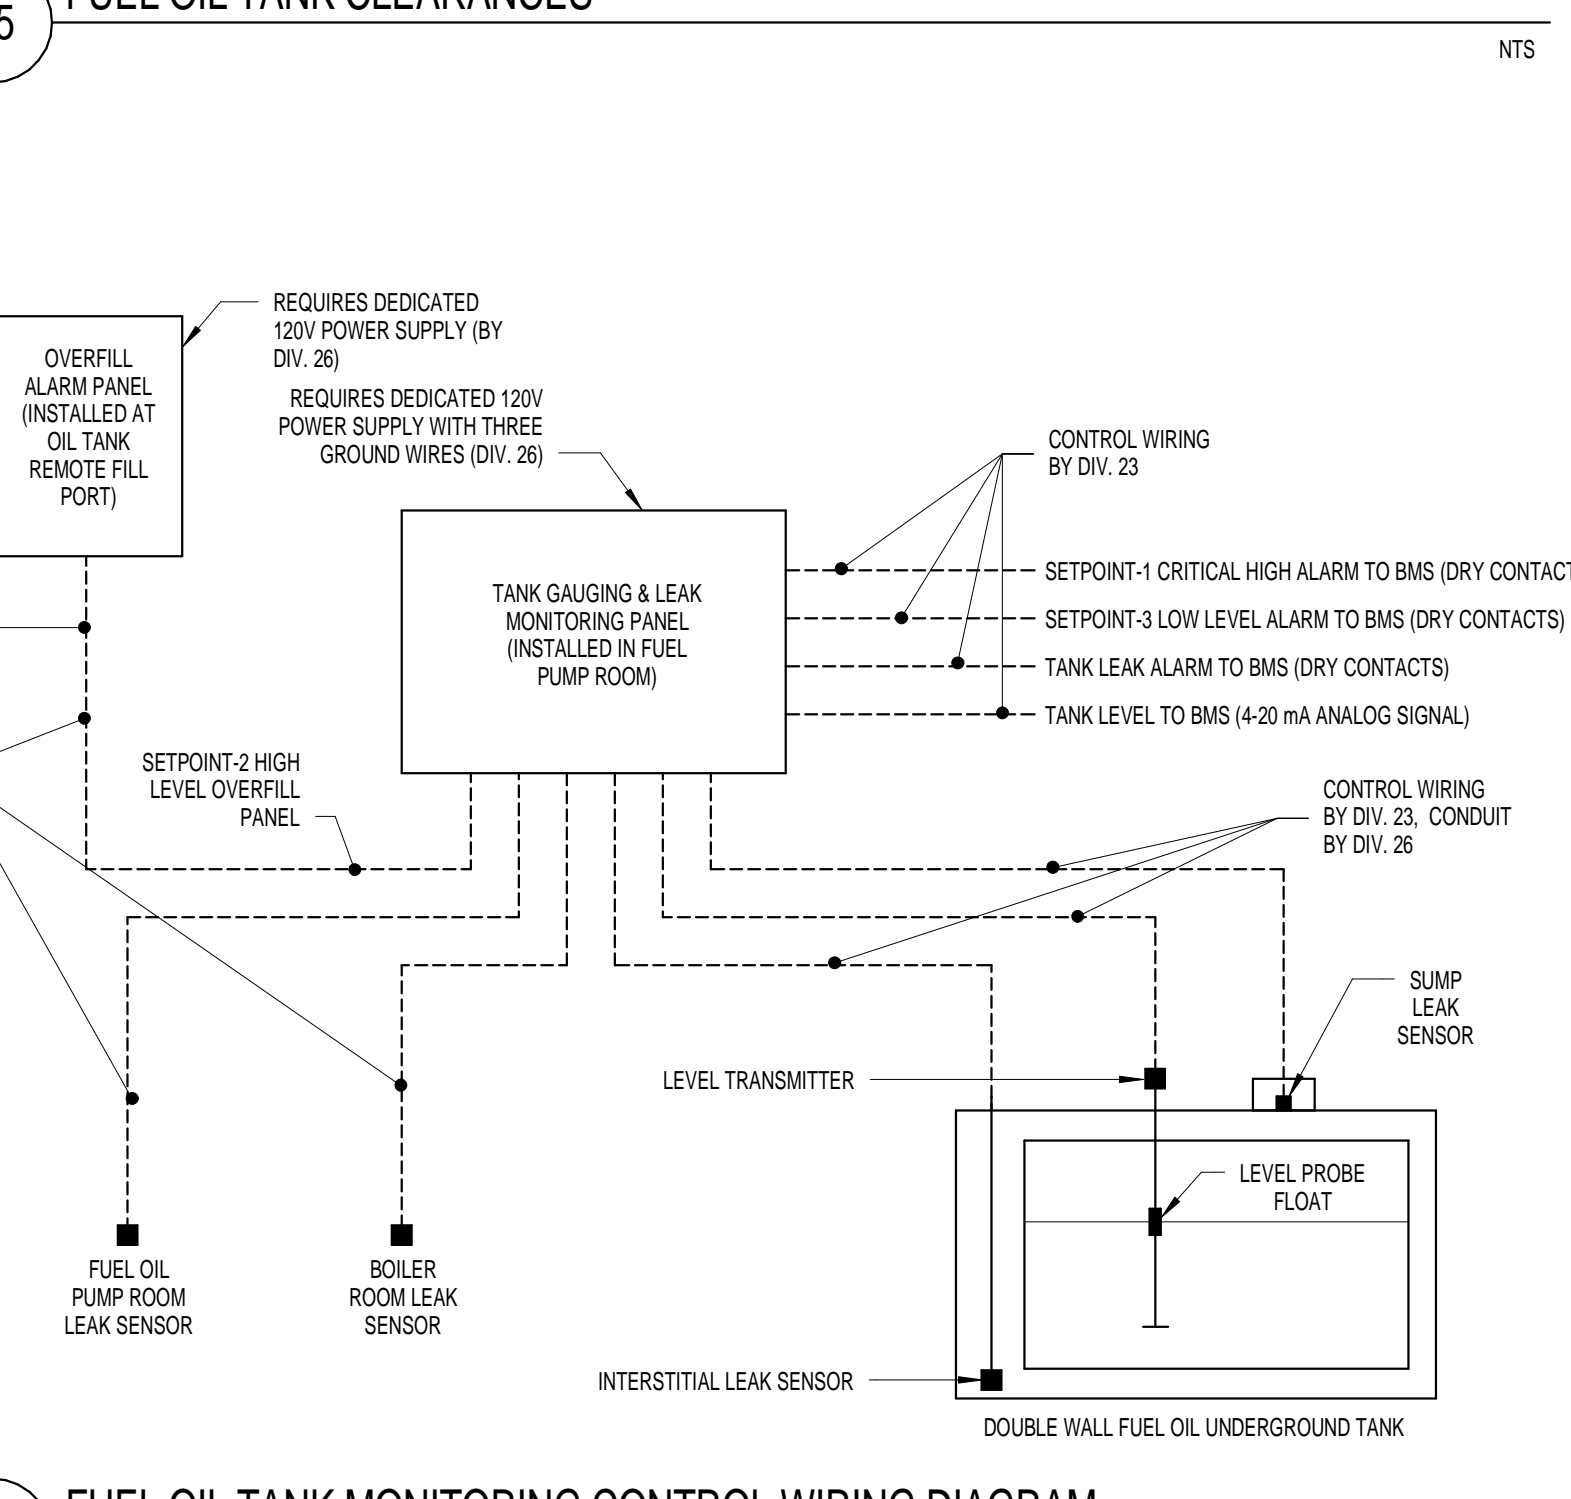 5
FUEL OIL TANK CLEARANCES
NTS
REQUIRES DEDICATED
120V POWER SUPPLY (BY
DIV. 26)
OVERFILL
ALARM PANEL
(INSTALLED AT
OIL TANK
REMOTE FILL
PORT)
REQUIRES DEDICATED 120V
POWER SUPPLY WITH THREE
GROUND WIRES (DIV. 26)
CONTROL WIRING
BY DIV. 23
TANK GAUGING & LEAK
MONITORING PANEL
(INSTALLED IN FUEL
PUMP ROOM)
SETPOINT-1 CRITICAL HIGH ALARM TO BMS (DRY CONTACT
SETPOINT-3 LOW LEVEL ALARM TO BMS (DRY CONTACTS)
TANK LEAK ALARM TO BMS (DRY CONTACTS)
TANK LEVEL TO BMS (4-20 mA ANALOG SIGNAL)
SETPOINT-2 HIGH
LEVEL OVERFILL
PANEL
CONTROL WIRING
BY DIV. 23, CONDUIT
BY DIV. 26
SUMP
LEAK
SENSOR
LEVEL TRANSMITTER
LEVEL PROBE
FLOAT
FUEL OIL
PUMP ROOM
LEAK SENSOR
BOILER
ROOM LEAK
SENSOR
INTERSTITIAL LEAK SENSOR
DOUBLE WALL FUEL OIL UNDERGROUND TANK
FUEL OIL TANK MONITORING CONTROL WIRING DIAGRAM